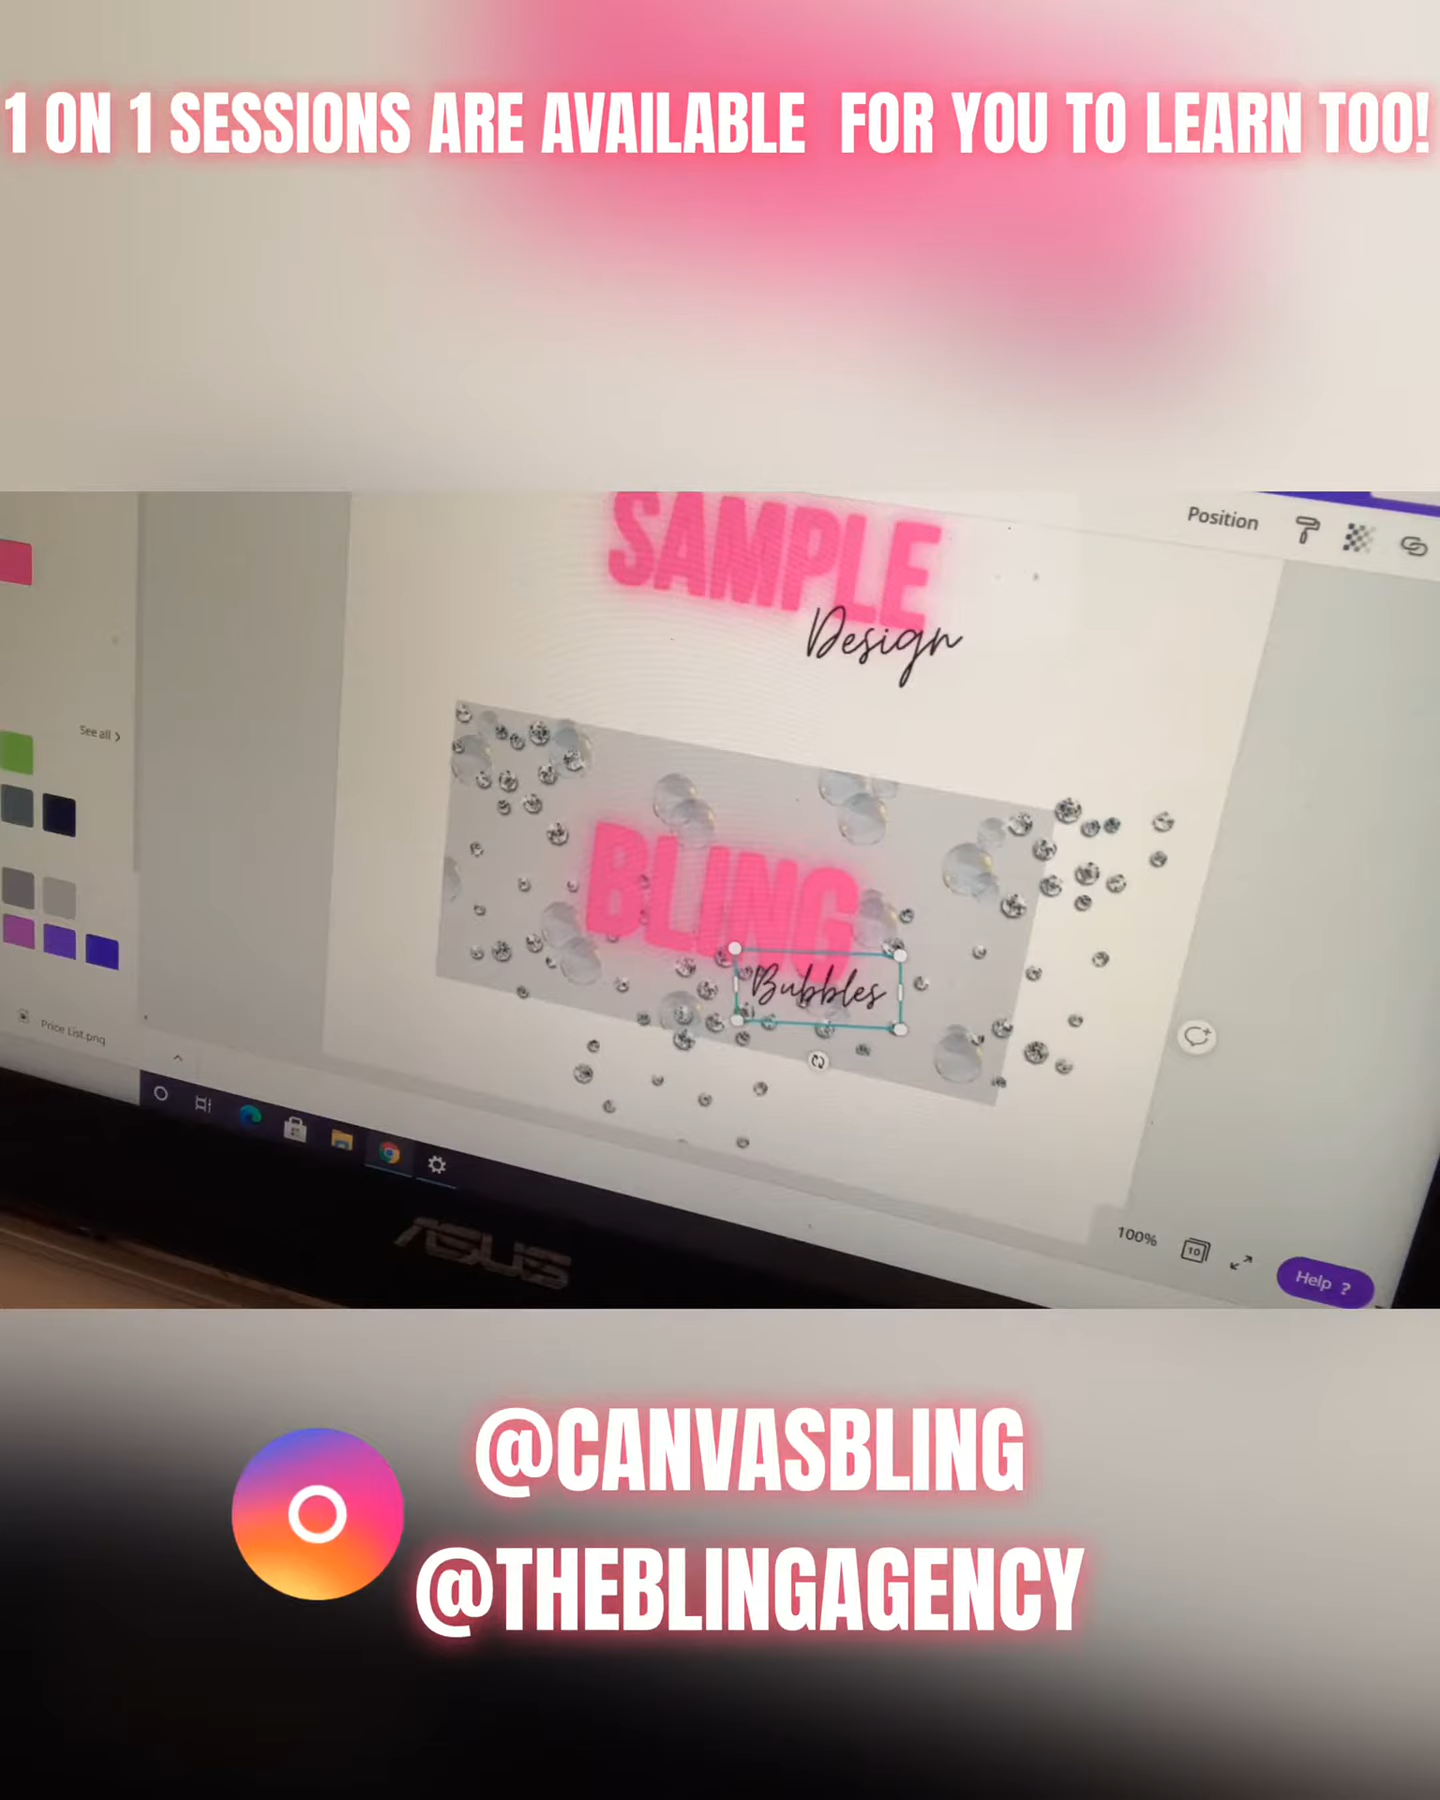 1 ON 1 SESSIONS ARE AVAILABLE FOR YOU TO LEARN TOO!
Position
SAMPLE
Design
See all >
BLING
Bubbles
Price List.png
100%
10
Help ?
ASUS
@CANVASBLING
@THEBLINGAGENCY